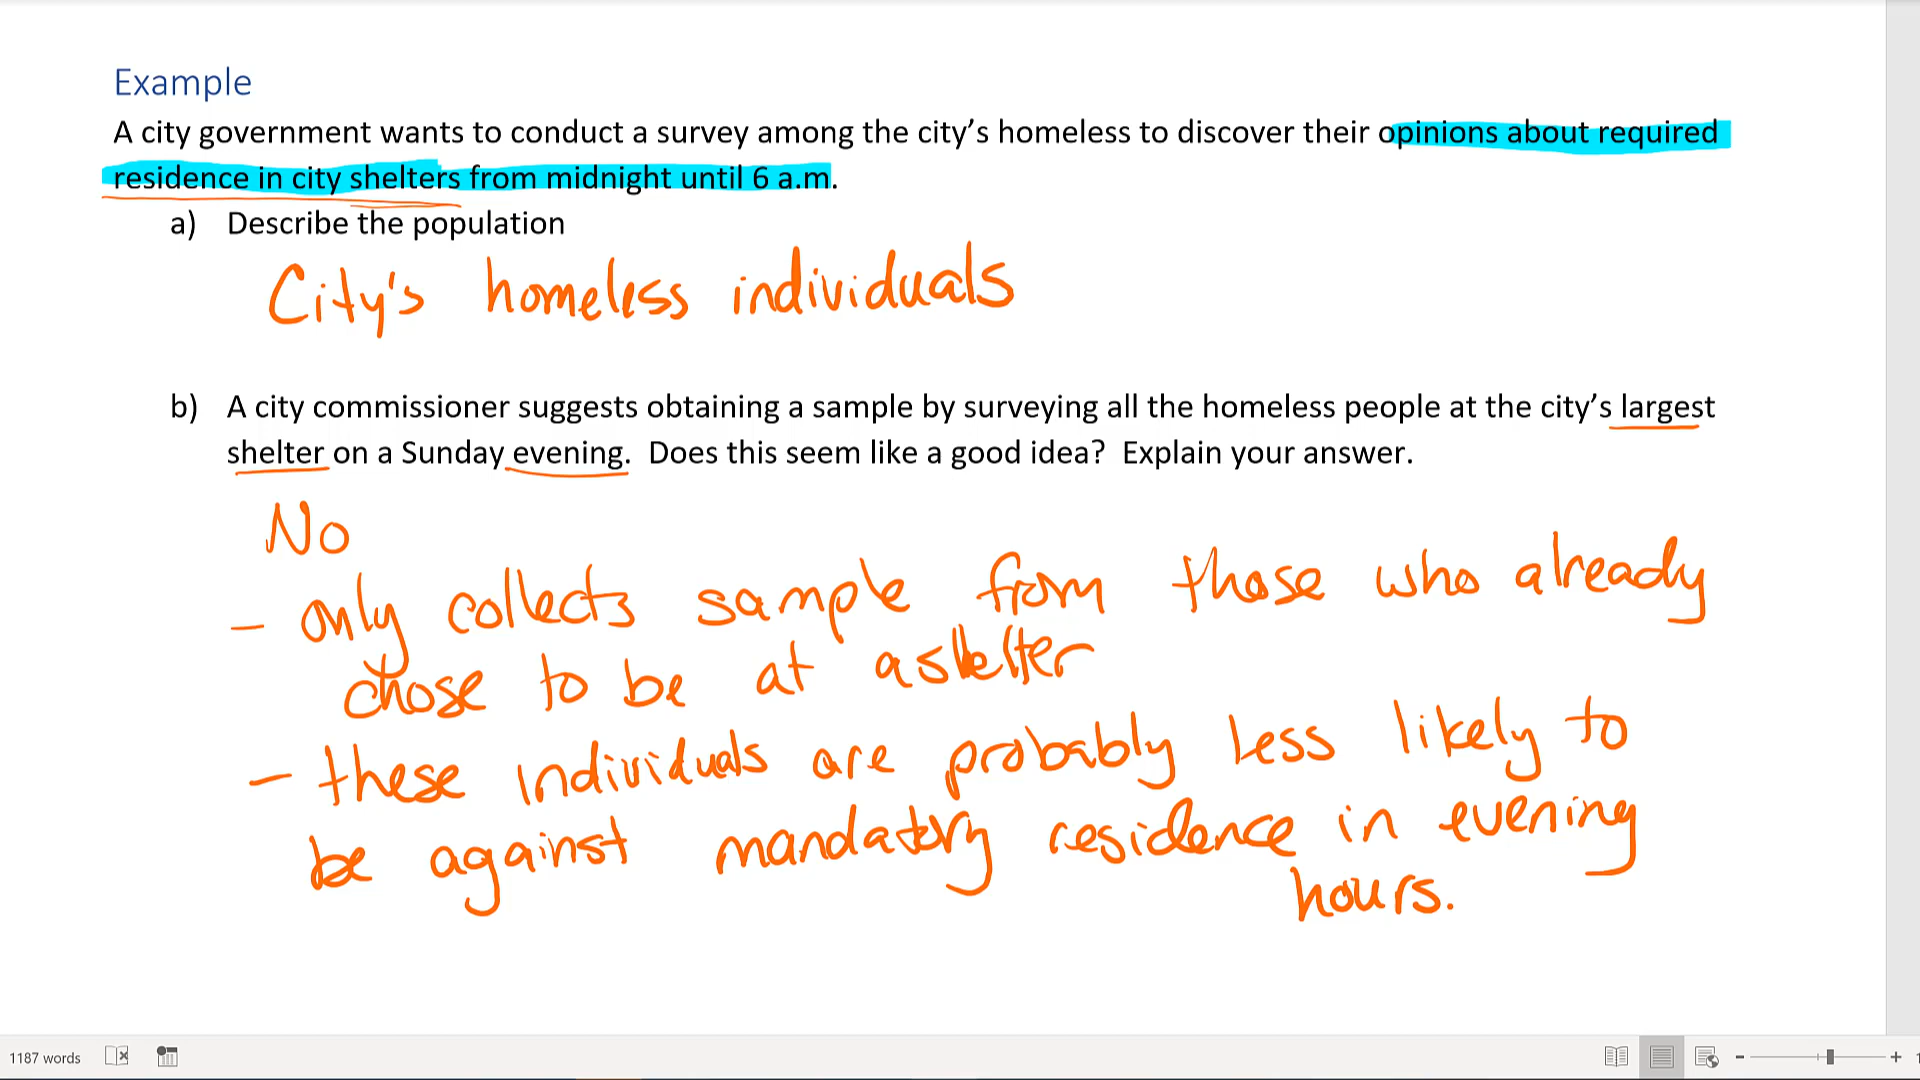 Example
A city government wants to conduct a survey among the city’s homeless to discover their opinions about required
residence in city shelters from midnight until 6 a.m.
a) Describe the population
City's homeless individuals
b) A city commissioner suggests obtaining a sample by surveying all the homeless people at the city’s largest
shelter on a Sunday evening. Does this seem like a good idea? Explain your answer.
No
- only collects sample from those who already
chose to be at a shelter
- these individuals are probably less likely to
be against mandatory residence in evening
hours.
1187 words